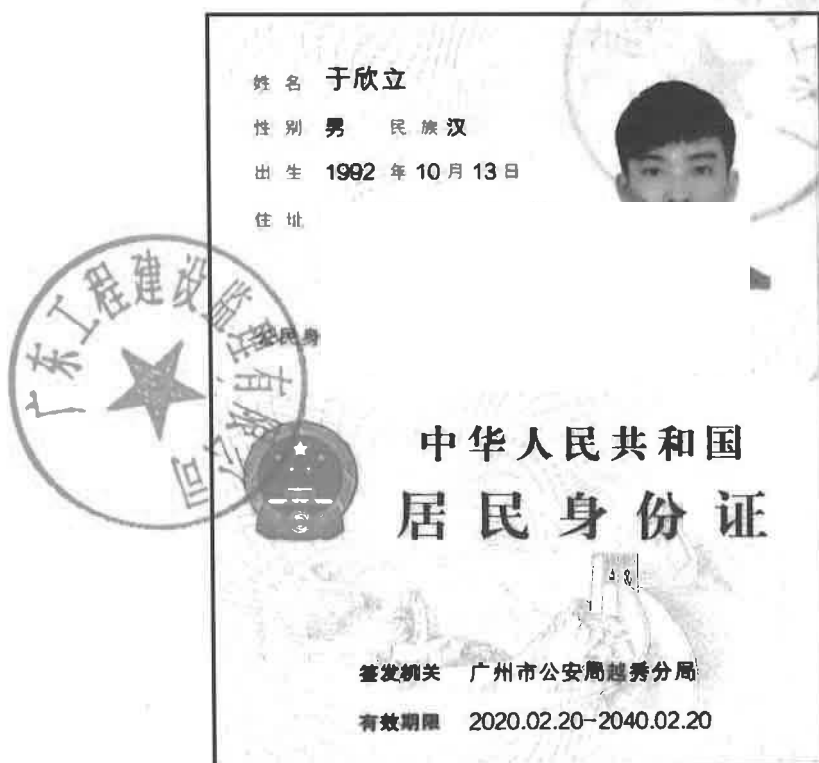 姓名 于欣立
性别 男 民族 汉
出生 1992 年 10 月 13 日
住址
公民身
广东工程建设监理有限公司
中华人民共和国
居民身份证
签发机关 广州市公安局越秀分局
有效期限 2020.02.20-2040.02.20